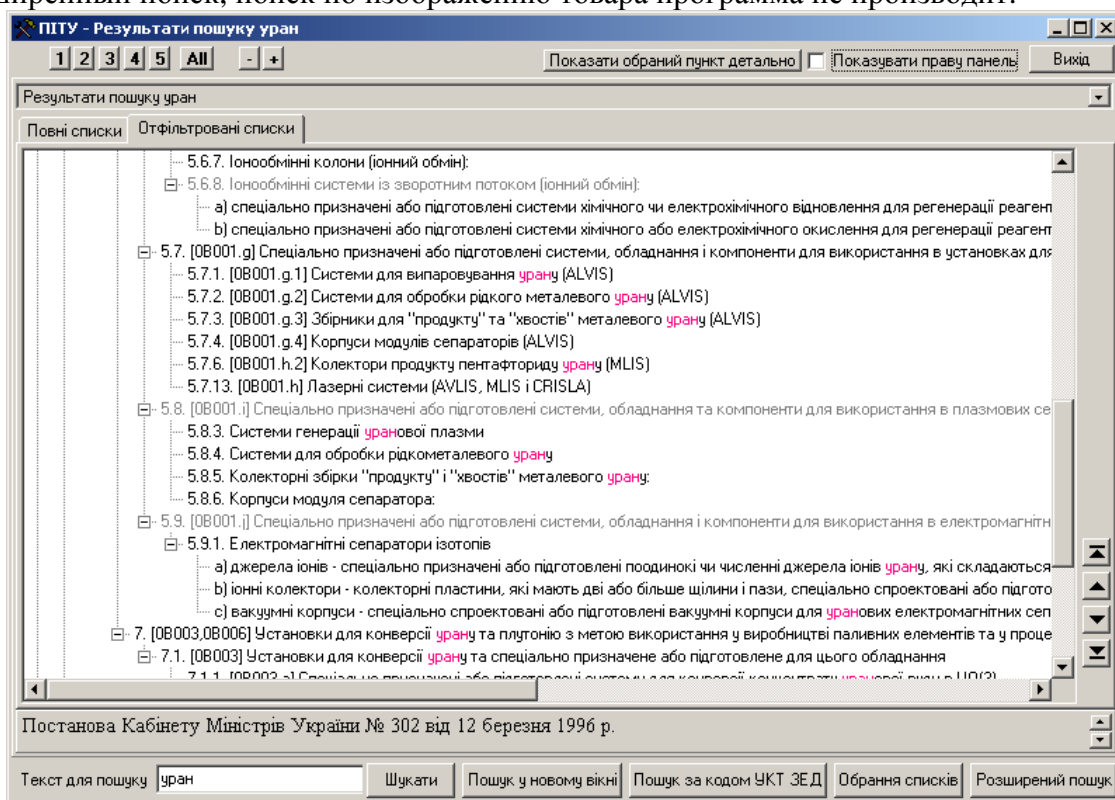 ширенный поиск, поиск по изображению товара программа не производит.
ПІТУ - Результати пошуку уран
1 2 3 4 5 All - + Показати обраний пункт детально Показувати праву панель Вихід
Результати пошуку уран
Повні списки Отфільтровані списки
5.6.7. Іонообмінні колони (іонний обмін):
5.6.8. Іонообмінні системи із зворотним потоком (іонний обмін):
a) спеціально призначені або підготовлені системи хімічного чи електрохімічного відновлення для регенерації реагент
b) спеціально призначені або підготовлені системи хімічного або електрохімічного окислення для регенерації реагент
5.7. [0B001.g] Спеціально призначені або підготовлені системи, обладнання і компоненти для використання в установках для
5.7.1. [0B001.g.1] Системи для випаровування урану (ALVIS)
5.7.2. [0B001.g.2] Системи для обробки рідкого металевого урану (ALVIS)
5.7.3. [0B001.g.3] Збірники для "продукту" та "хвостів" металевого урану (ALVIS)
5.7.4. [0B001.g.4] Корпуси модулів сепараторів (ALVIS)
5.7.6. [0B001.h.2] Колектори продукту пентафториду урану (MLIS)
5.7.13. [0B001.h] Лазерні системи (AVLIS, MLIS і CRISLA)
5.8. [0B001.i] Спеціально призначені або підготовлені системи, обладнання та компоненти для використання в плазмових се
5.8.3. Системи генерації уранової плазми
5.8.4. Системи для обробки рідкометалевого урану
5.8.5. Колекторні збірки "продукту" і "хвостів" металевого урану:
5.8.6. Корпуси модуля сепаратора:
5.9. [0B001.j] Спеціально призначені або підготовлені системи, обладнання і компоненти для використання в електромагнітн
5.9.1. Електромагнітні сепаратори ізотопів
a) джерела іонів - спеціально призначені або підготовлені поодинокі чи численні джерела іонів урану, які складаються
b) іонні колектори - колекторні пластини, які мають дві або більше щілини і пази, спеціально спроектовані або підгото
c) вакуумні корпуси - спеціально спроектовані або підготовлені вакуумні корпуси для уранових електромагнітних сеп
7. [0B003,0B006] Установки для конверсії урану та плутонію з метою використання у виробництві паливних елементів та у проце
7.1. [0B003] Установки для конверсії урану та спеціально призначене або підготовлене для цього обладнання
7.1.1. [0B003.a] Спеціально призначені або підготовлені системи для конверсії концентрату уранової руди в UO(3)
Постанова Кабінету Міністрів України № 302 від 12 березня 1996 р.
Текст для пошуку уран Шукати Пошук у новому вікні Пошук за кодом УКТ ЗЕД Обрання списків Розширений пошук